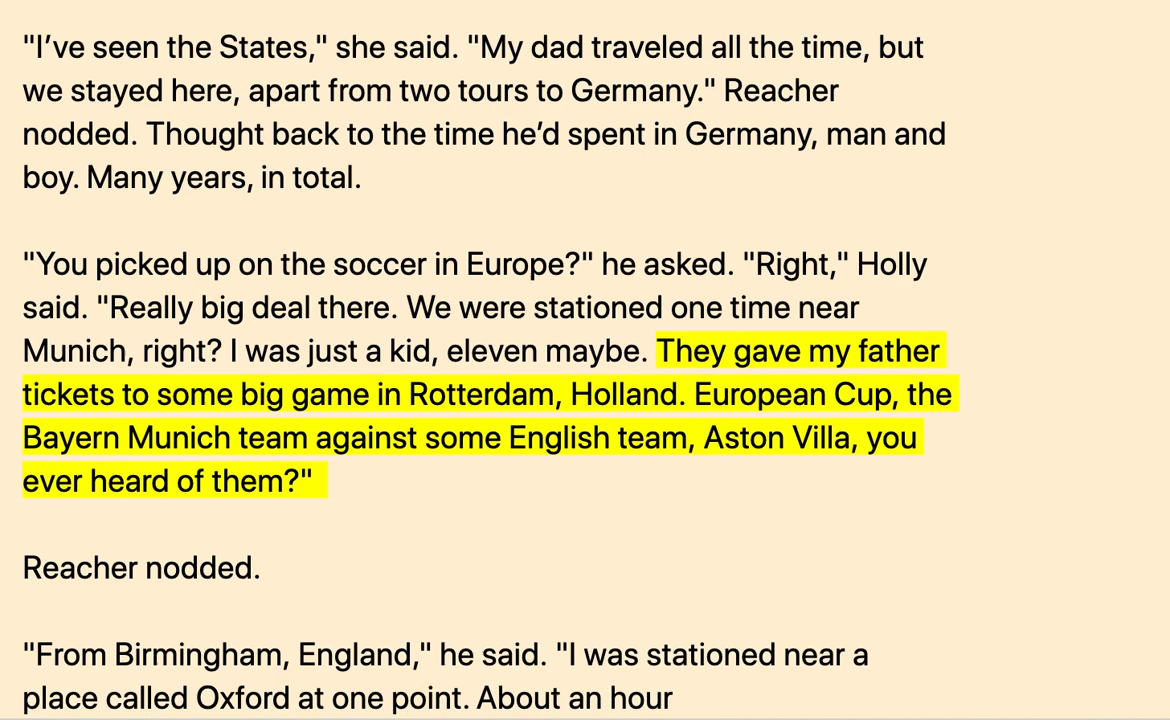 "I’ve seen the States," she said. "My dad traveled all the time, but
we stayed here, apart from two tours to Germany." Reacher
nodded. Thought back to the time he’d spent in Germany, man and
boy. Many years, in total.
"You picked up on the soccer in Europe?" he asked. "Right," Holly
said. "Really big deal there. We were stationed one time near
Munich, right? I was just a kid, eleven maybe. They gave my father
tickets to some big game in Rotterdam, Holland. European Cup, the
Bayern Munich team against some English team, Aston Villa, you
ever heard of them?"
Reacher nodded.
"From Birmingham, England," he said. "I was stationed near a
place called Oxford at one point. About an hour